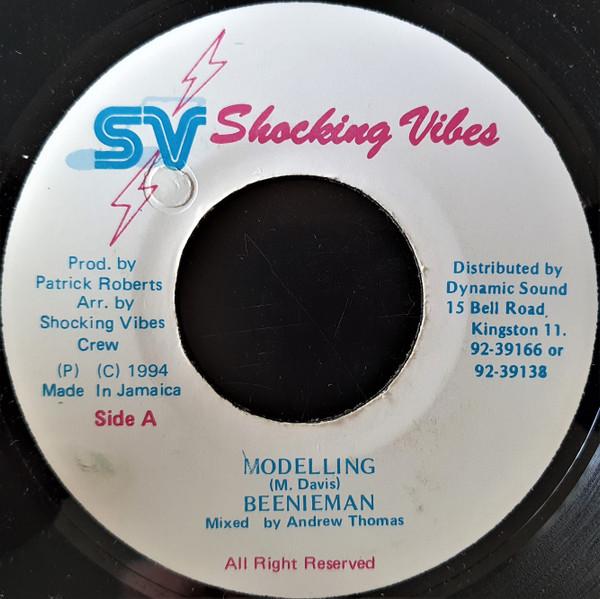 SV Shocking Vibes
Prod. by
Patrick Roberts
Arr. by
Shocking Vibes
Crew
(P) (C) 1994
Made In Jamaica
Side A
Distributed by
Dynamic Sound
15 Bell Road,
Kingston 11.
92-39166 or
92-39138
MODELLING
(M. Davis)
BEENIEMAN
Mixed by Andrew Thomas
All Right Reserved